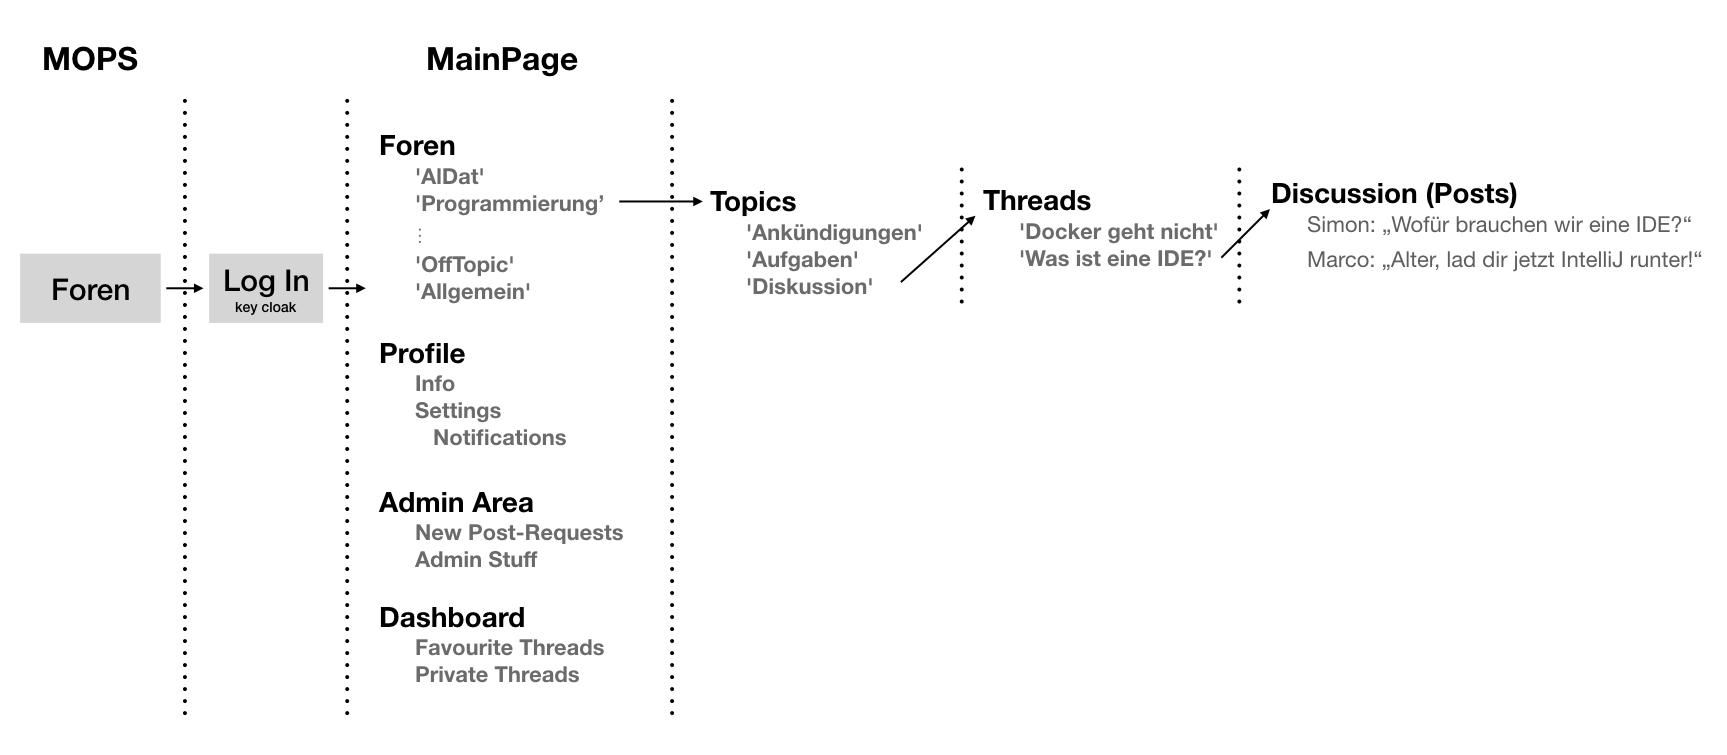 MOPS
MainPage
Foren
Log In
key cloak
Foren
'AlDat'
'Programmierung’
⋮
'OffTopic'
'Allgemein'
Profile
Info
Settings
Notifications
Admin Area
New Post-Requests
Admin Stuff
Dashboard
Favourite Threads
Private Threads
Topics
'Ankündigungen'
'Aufgaben'
'Diskussion'
Threads
'Docker geht nicht'
'Was ist eine IDE?'
Discussion (Posts)
Simon: „Wofür brauchen wir eine IDE?“
Marco: „Alter, lad dir jetzt IntelliJ runter!“